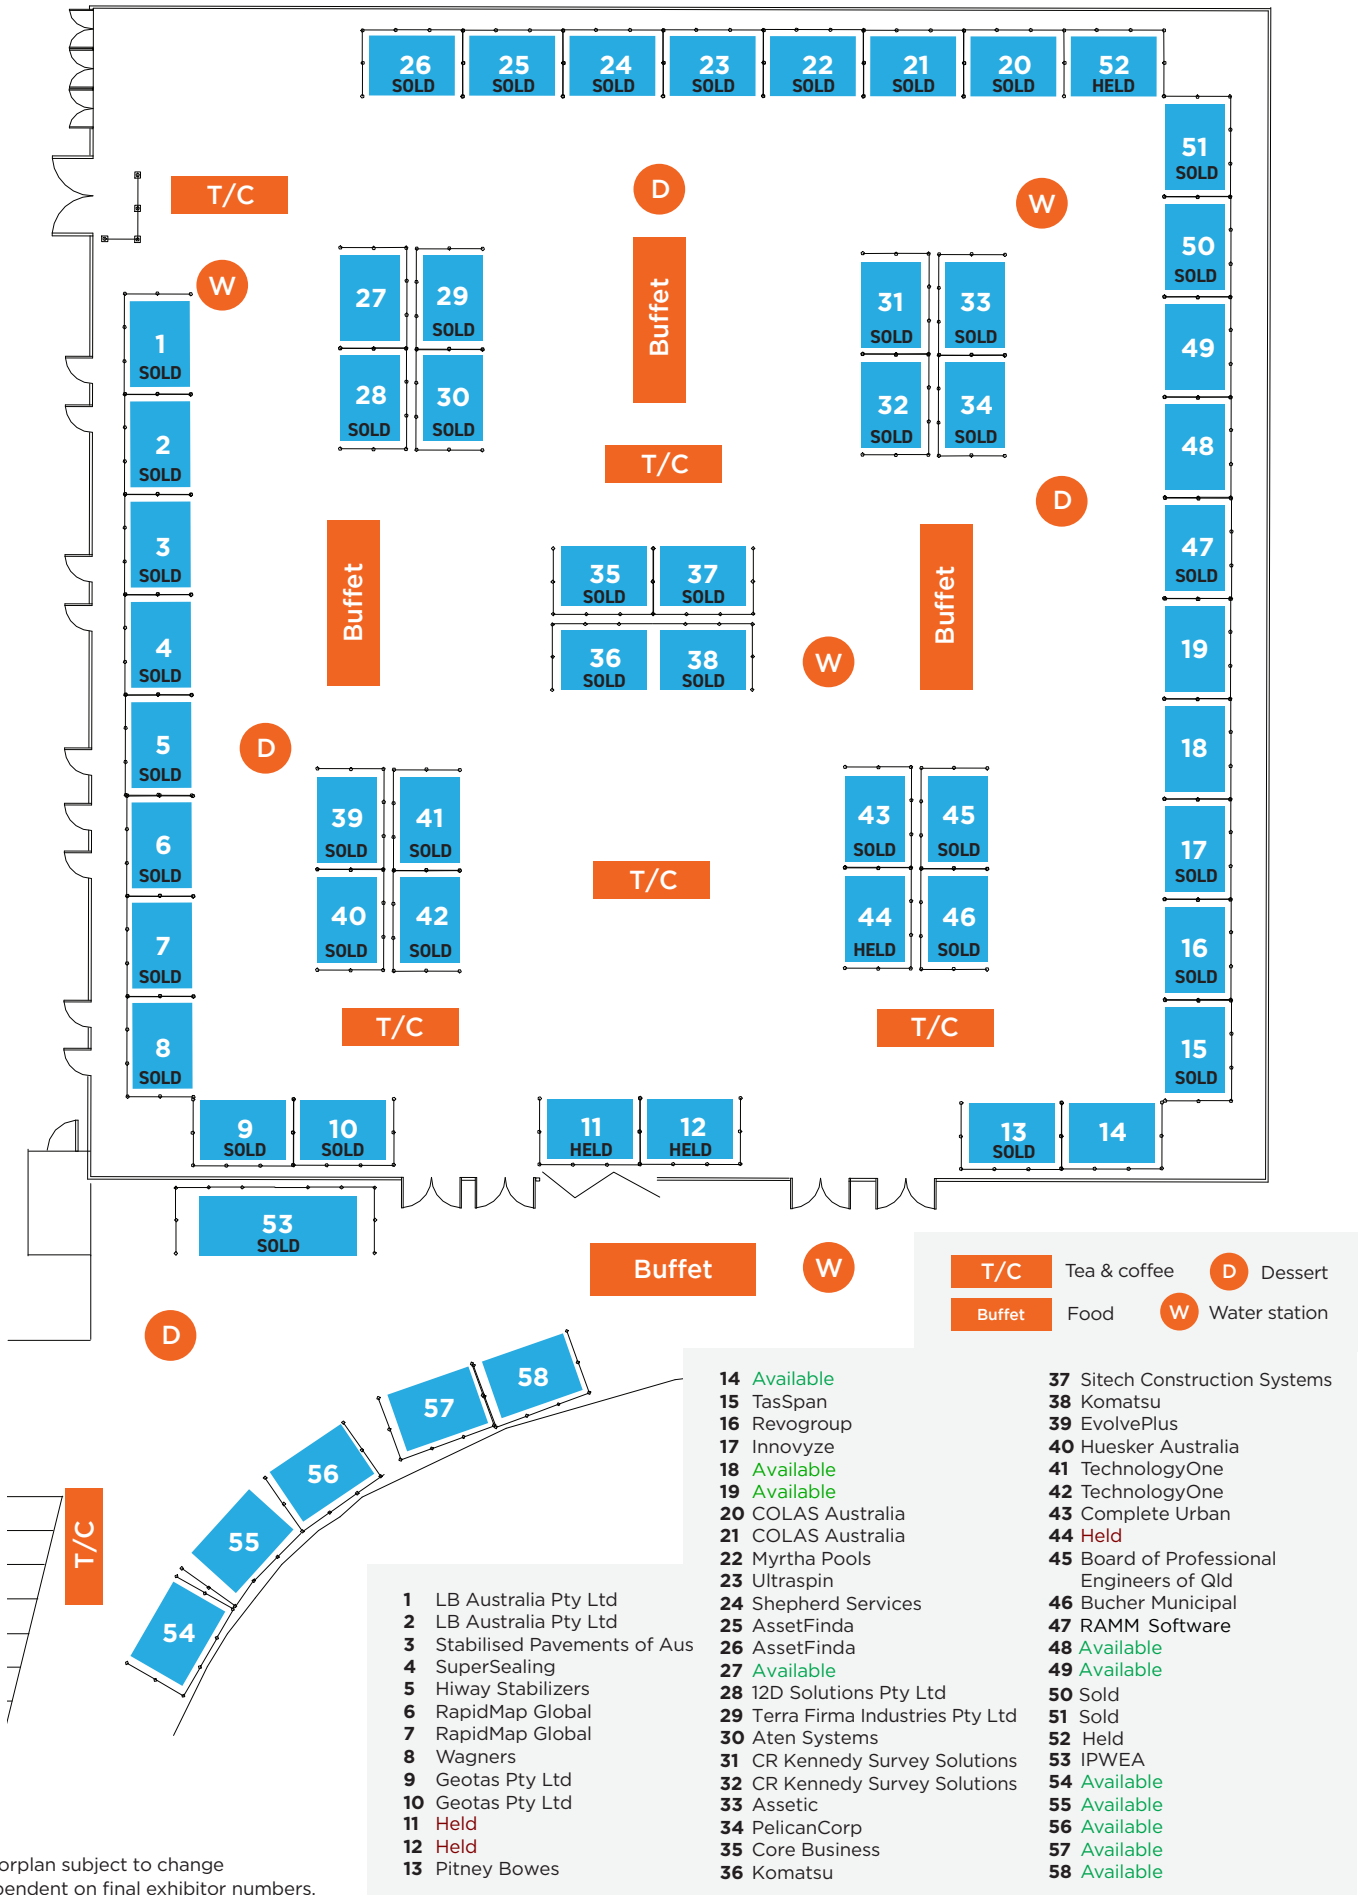 26 SOLD
25 SOLD
24 SOLD
23 SOLD
22 SOLD
21 SOLD
20 SOLD
52 HELD
51 SOLD
T/C
D
W
50 SOLD
W
Buffet
27
29 SOLD
31 SOLD
33 SOLD
1 SOLD
49
28 SOLD
30 SOLD
32 SOLD
34 SOLD
2 SOLD
48
T/C
D
3 SOLD
Buffet
35 SOLD
37 SOLD
Buffet
47 SOLD
4 SOLD
36 SOLD
38 SOLD
W
19
5 SOLD
D
18
39 SOLD
41 SOLD
43 SOLD
45 SOLD
6 SOLD
T/C
17 SOLD
40 SOLD
42 SOLD
44 HELD
46 SOLD
7 SOLD
16 SOLD
T/C
T/C
8 SOLD
15 SOLD
9 SOLD
10 SOLD
11 HELD
12 HELD
13 SOLD
14
53 SOLD
Buffet
W
T/C Tea & coffee
D Dessert
Buffet Food
W Water station
D
58
57
56
55
54
T/C
1 LB Australia Pty Ltd
2 LB Australia Pty Ltd
3 Stabilised Pavements of Aus
4 SuperSealing
5 Hiway Stabilizers
6 RapidMap Global
7 RapidMap Global
8 Wagners
9 Geotas Pty Ltd
10 Geotas Pty Ltd
11 Held
12 Held
13 Pitney Bowes
14 Available
15 TasSpan
16 Revogroup
17 Innovyze
18 Available
19 Available
20 COLAS Australia
21 COLAS Australia
22 Myrtha Pools
23 Ultraspin
24 Shepherd Services
25 AssetFinda
26 AssetFinda
27 Available
28 12D Solutions Pty Ltd
29 Terra Firma Industries Pty Ltd
30 Aten Systems
31 CR Kennedy Survey Solutions
32 CR Kennedy Survey Solutions
33 Assetic
34 PelicanCorp
35 Core Business
36 Komatsu
37 Sitech Construction Systems
38 Komatsu
39 EvolvePlus
40 Huesker Australia
41 TechnologyOne
42 TechnologyOne
43 Complete Urban
44 Held
45 Board of Professional
Engineers of Qld
46 Bucher Municipal
47 RAMM Software
48 Available
49 Available
50 Sold
51 Sold
52 Held
53 IPWEA
54 Available
55 Available
56 Available
57 Available
58 Available
orplan subject to change
pendent on final exhibitor numbers.